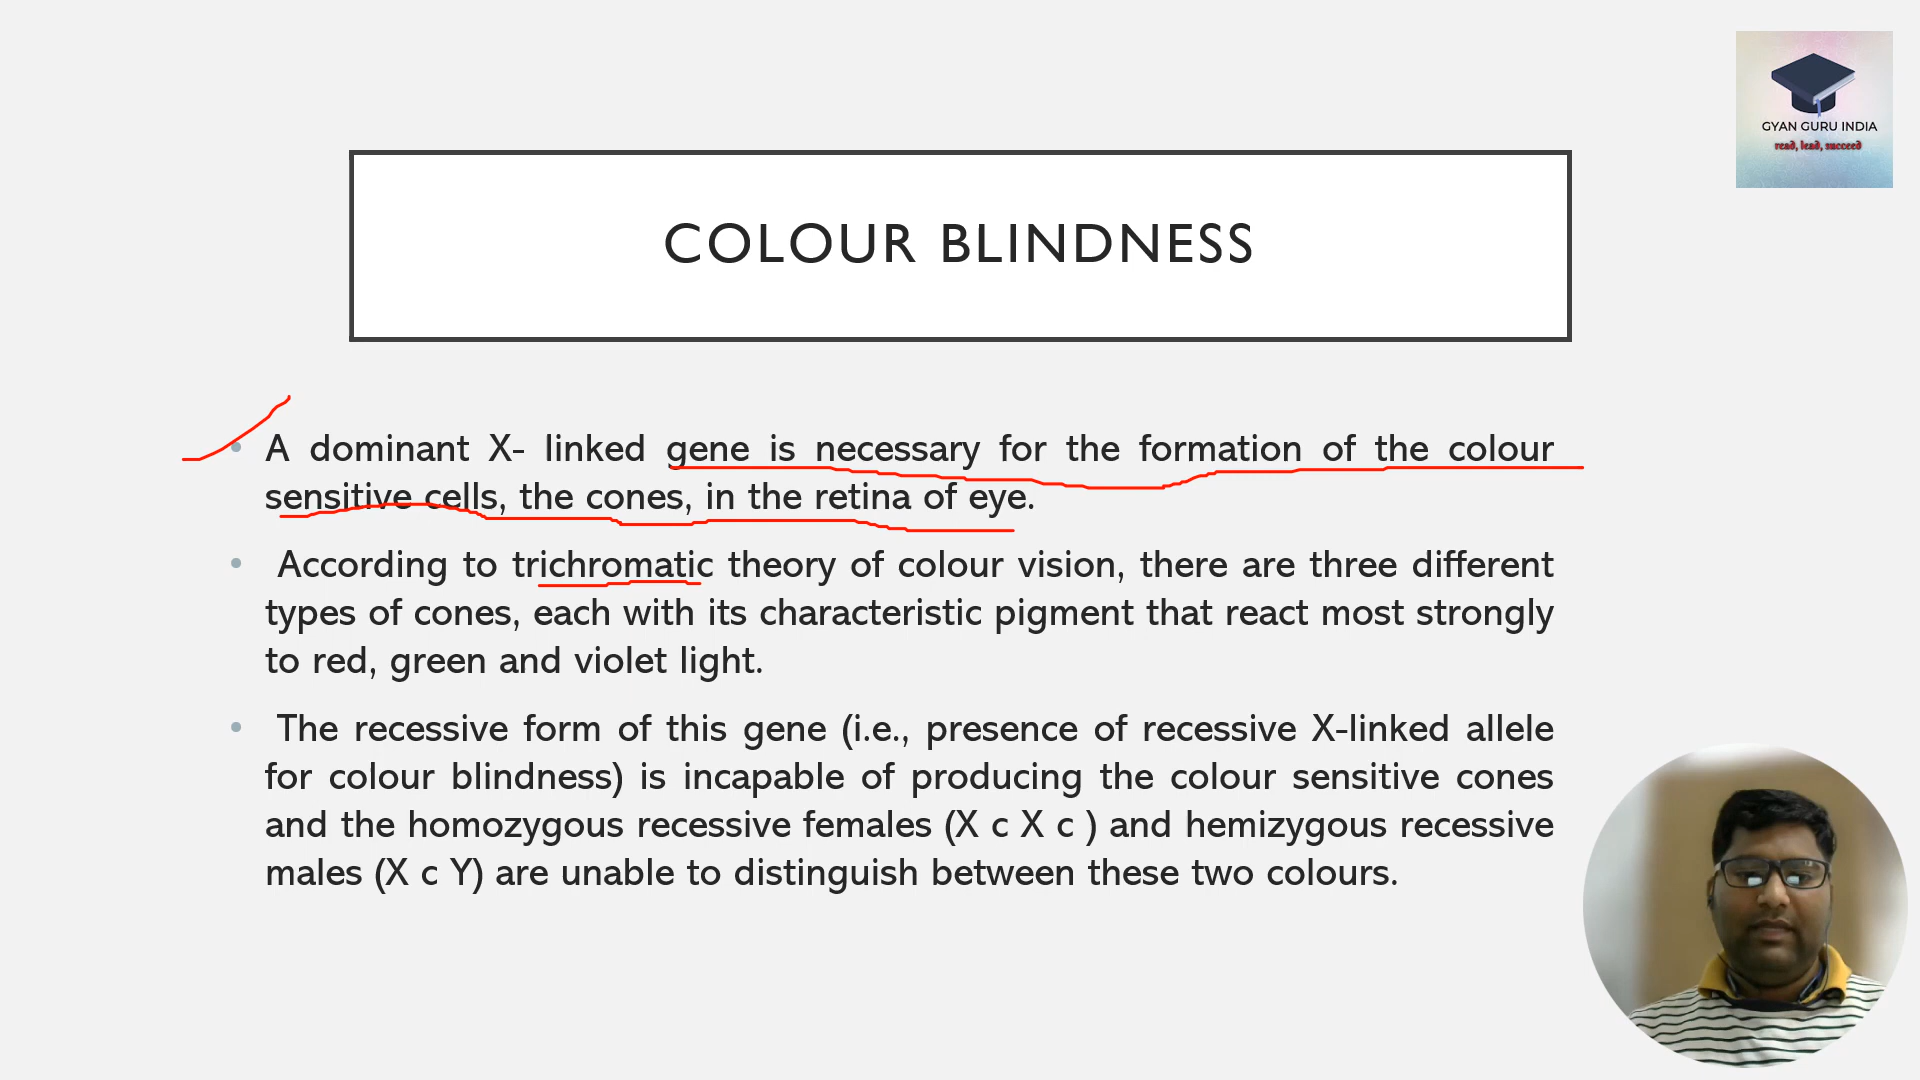 GYAN GURU INDIA
read, lead, succeed
COLOUR BLINDNESS
• A dominant X- linked gene is necessary for the formation of the colour
sensitive cells, the cones, in the retina of eye.
• According to trichromatic theory of colour vision, there are three different
types of cones, each with its characteristic pigment that react most strongly
to red, green and violet light.
• The recessive form of this gene (i.e., presence of recessive X-linked allele
for colour blindness) is incapable of producing the colour sensitive cones
and the homozygous recessive females (X c X c ) and hemizygous recessive
males (X c Y) are unable to distinguish between these two colours.